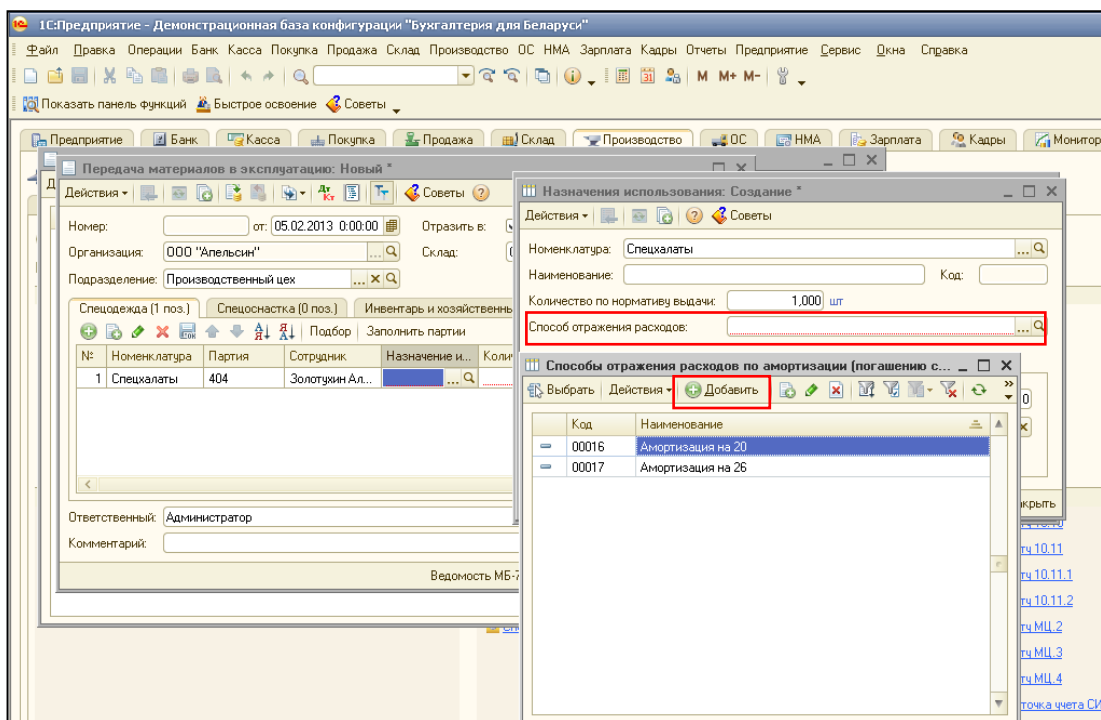 1С:Предприятие - Демонстрационная база конфигурации "Бухгалтерия для Беларуси"
Файл Правка Операции Банк Касса Покупка Продажа Склад Производство ОС НМА Зарплата Кадры Отчеты Предприятие Сервис Окна Справка
M M+ M-
Показать панель функций Быстрое освоение Советы
Предприятие Банк Касса Покупка Продажа Склад Производство ОС НМА Зарплата Кадры Монитор
Передача материалов в эксплуатацию: Новый *
Действия Советы
Номер: от: 05.02.2013 0:00:00 Отразить в:
Организация: ООО "Апельсин" ... Склад:
Подразделение: Производственный цех ...
Спецодежда (1 поз.) Спецоснастка (0 поз.) Инвентарь и хозяйственны
Подбор Заполнить партии
№ Номенклатура Партия Сотрудник Назначение и... Колич
1 Спецхалаты 404 Золотухин Ал... ...
Ответственный: Администратор
Комментарий:
Ведомость МБ-7
Назначения использования: Создание *
Действия Советы
Номенклатура: Спецхалаты ...
Наименование: Код:
Количество по нормативу выдачи: 1,000 шт
Способ отражения расходов: ...
Способы отражения расходов по амортизации (погашению с...
Выбрать Действия Добавить
Код Наименование
00016 Амортизация на 20
00017 Амортизация на 26
крыть
тч 10.11
тч 10.11.1
тч 10.11.2
тч МЦ.2
тч МЦ.3
тч МЦ.4
точка учета СИ